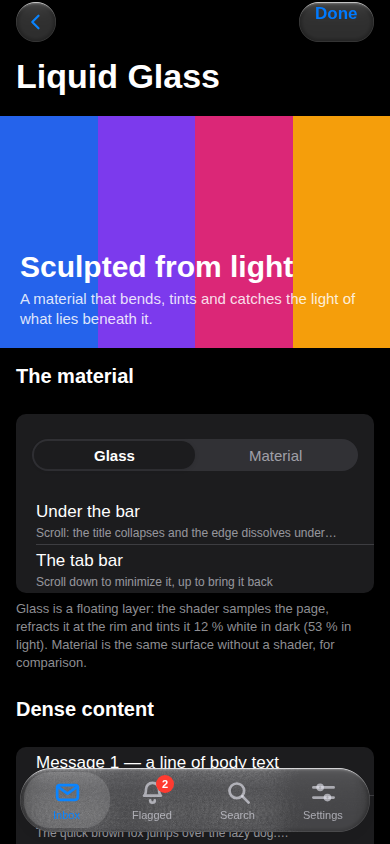 Done
Liquid Glass
Sculpted from light
A material that bends, tints and catches the light of
what lies beneath it.
The material
Glass
Material
Under the bar
Scroll: the title collapses and the edge dissolves under…
The tab bar
Scroll down to minimize it, up to bring it back
Glass is a floating layer: the shader samples the page,
refracts it at the rim and tints it 12 % white in dark (53 % in
light). Material is the same surface without a shader, for
comparison.
Dense content
Message 1 — a line of body text
2
Flagged
Search
Settings
The quick brown fox jumps over the lazy dog.…